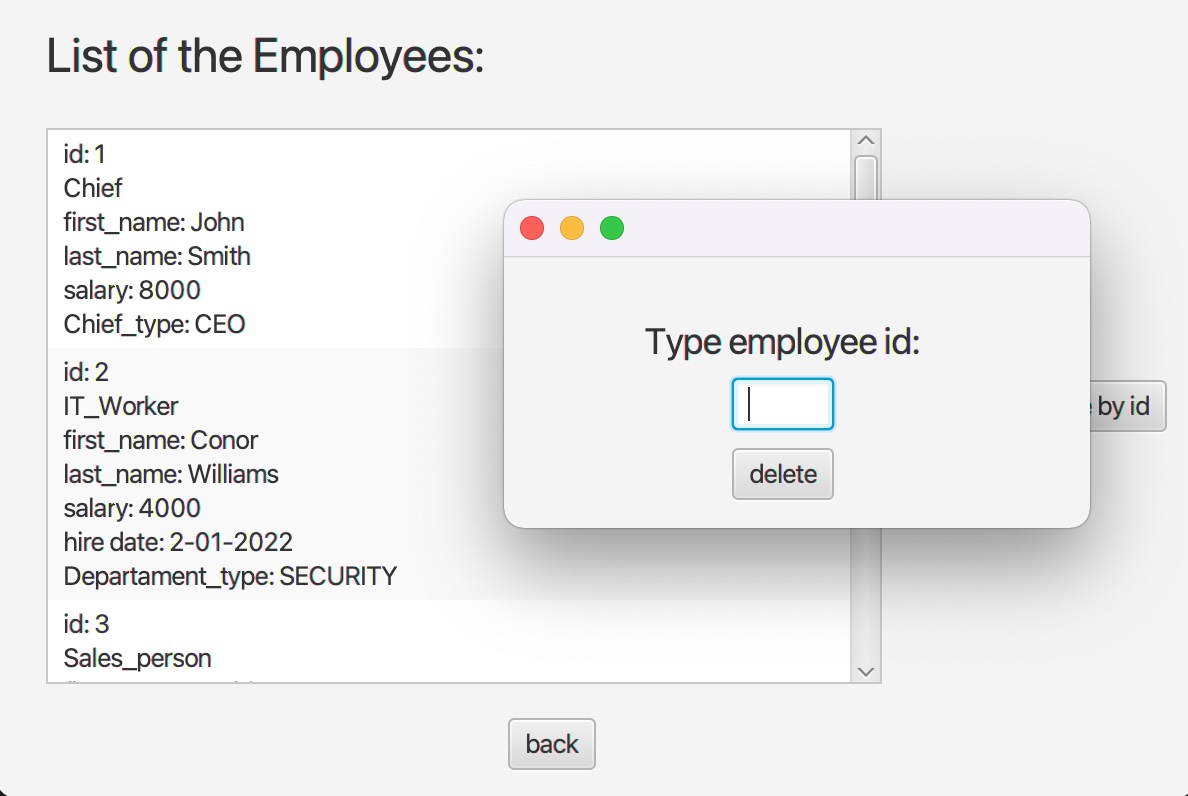 List of the Employees:
id: 1
Chief
first_name: John
last_name: Smith
salary: 8000
Chief_type: CEO
id: 2
IT_Worker
first_name: Conor
last_name: Williams
salary: 4000
hire date: 2-01-2022
Departament_type: SECURITY
id: 3
Sales_person
Type employee id:
delete
by id
back